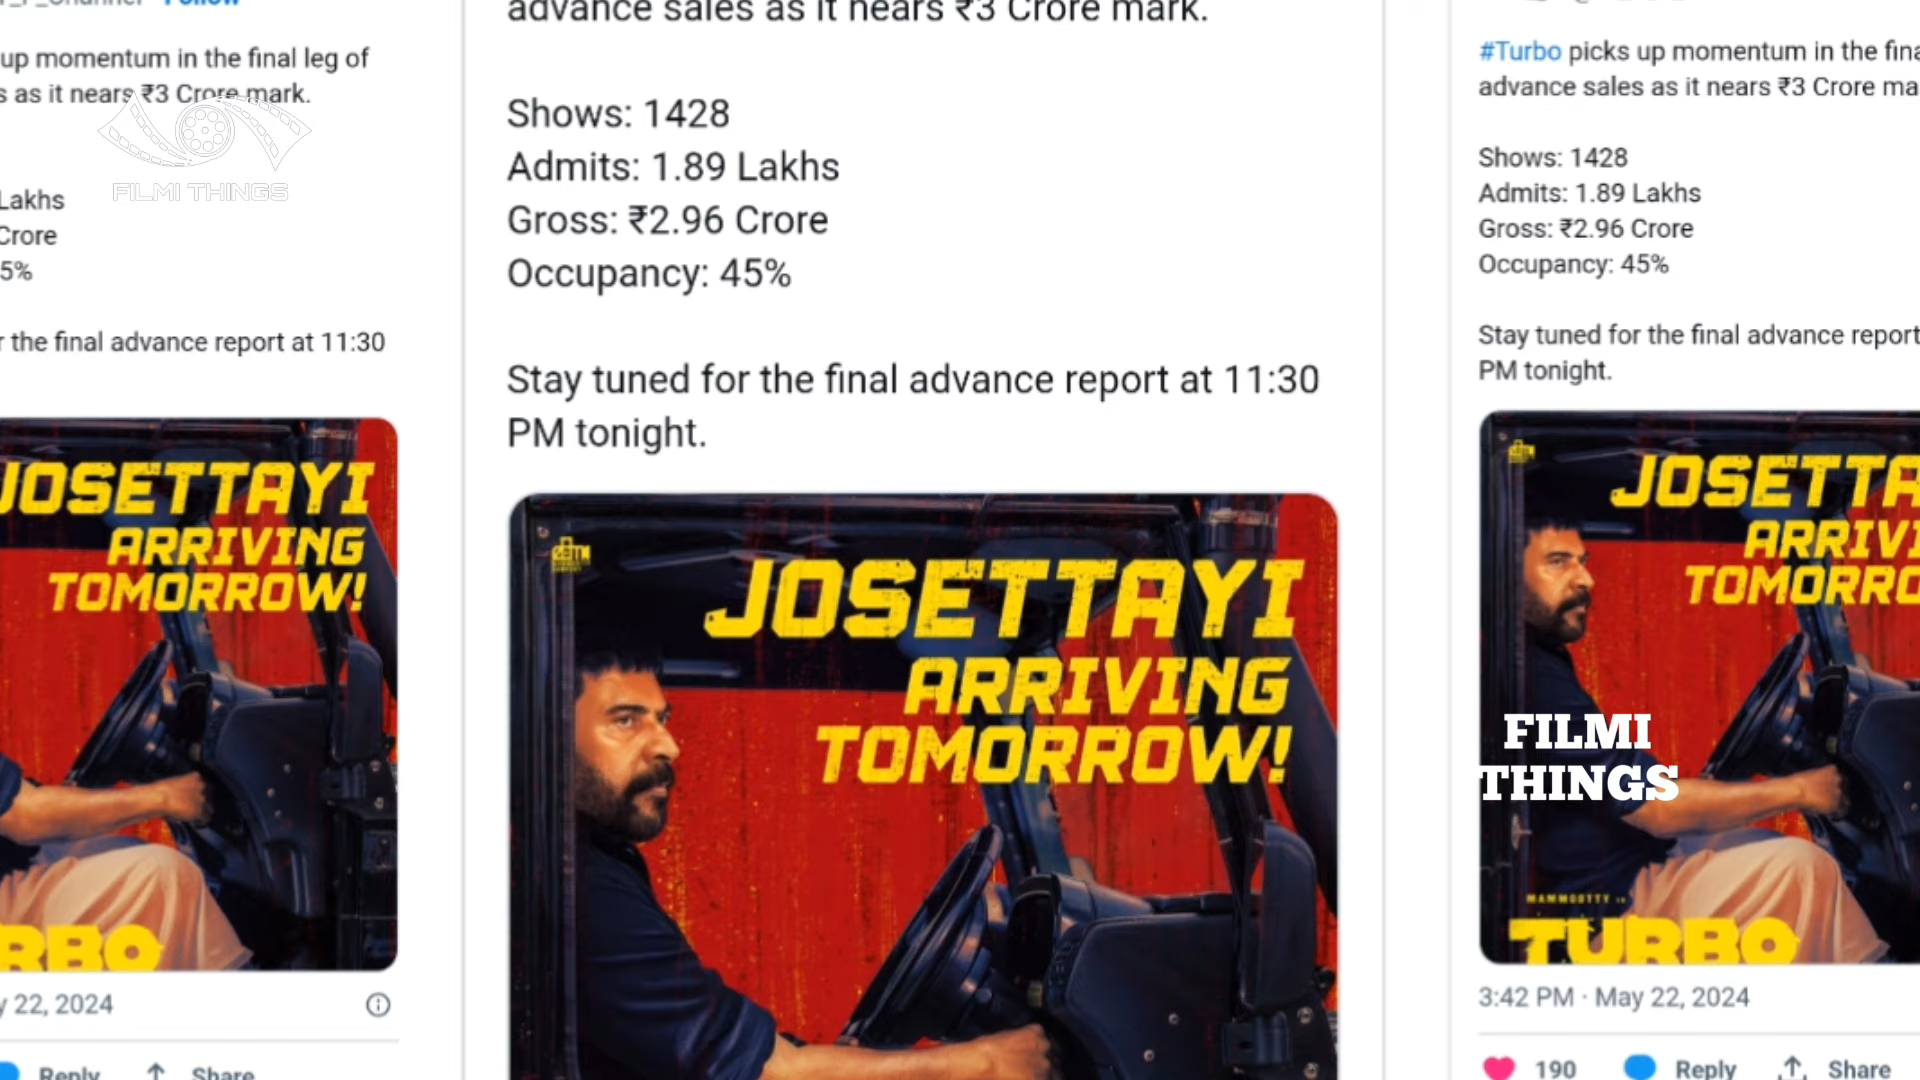 Follow
up momentum in the final leg of
s as it nears ₹3 Crore mark.
FILMI THINGS
Lakhs
Crore
5%
r the final advance report at 11:30
JOSETTAYI
ARRIVING
TOMORROW!
RBO
y 22, 2024
Reply
Share
advance sales as it nears ₹3 Crore mark.
Shows: 1428
Admits: 1.89 Lakhs
Gross: ₹2.96 Crore
Occupancy: 45%
Stay tuned for the final advance report at 11:30
PM tonight.
JOSETTAYI
ARRIVING
TOMORROW!
#Turbo picks up momentum in the fina
advance sales as it nears ₹3 Crore ma
Shows: 1428
Admits: 1.89 Lakhs
Gross: ₹2.96 Crore
Occupancy: 45%
Stay tuned for the final advance report
PM tonight.
JOSETTA
ARRIVI
TOMORRO
FILMI
THINGS
MAMMOOTTY IN
TURBO
3:42 PM · May 22, 2024
190
Reply
Share